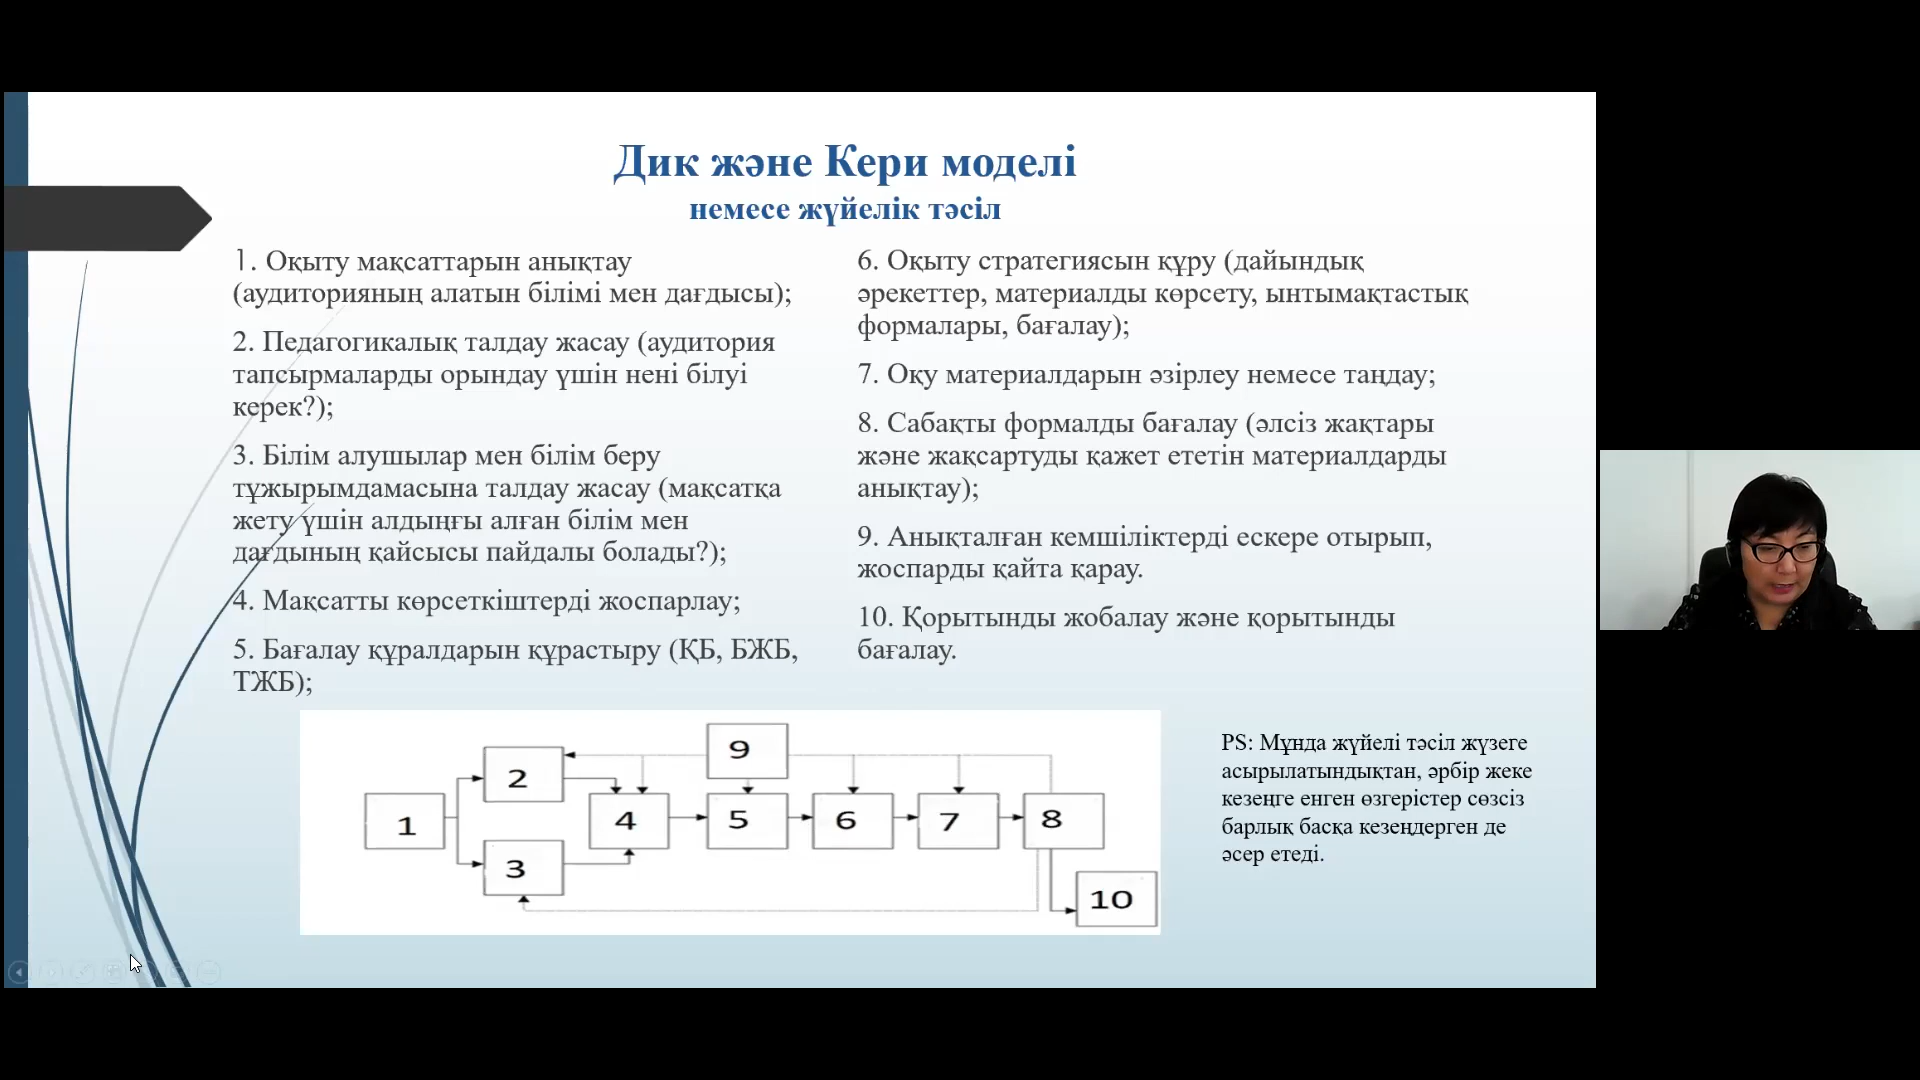 Дик және Кери моделі
немесе жүйелік тәсіл
1. Оқыту мақсаттарын анықтау
(аудиторияның алатын білімі мен дағдысы);
2. Педагогикалық талдау жасау (аудитория
тапсырмаларды орындау үшін нені білуі
керек?);
3. Білім алушылар мен білім беру
тұжырымдамасына талдау жасау (мақсатқа
жету үшін алдыңғы алған білім мен
дағдының қайсысы пайдалы болады?);
4. Мақсатты көрсеткіштерді жоспарлау;
5. Бағалау құралдарын құрастыру (ҚБ, БЖБ,
ТЖБ);
6. Оқыту стратегиясын құру (дайындық
әрекеттер, материалды көрсету, ынтымақтастық
формалары, бағалау);
7. Оқу материалдарын әзірлеу немесе таңдау;
8. Сабақты формалды бағалау (әлсіз жақтары
және жақсартуды қажет ететін материалдарды
анықтау);
9. Анықталған кемшіліктерді ескере отырып,
жоспарды қайта қарау.
10. Қорытынды жобалау және қорытынды
бағалау.
9
2
1
4
5
6
7
8
3
10
PS: Мұнда жүйелі тәсіл жүзеге
асырылатындықтан, әрбір жеке
кезеңге енген өзгерістер сөзсіз
барлық басқа кезеңдерген де
әсер етеді.